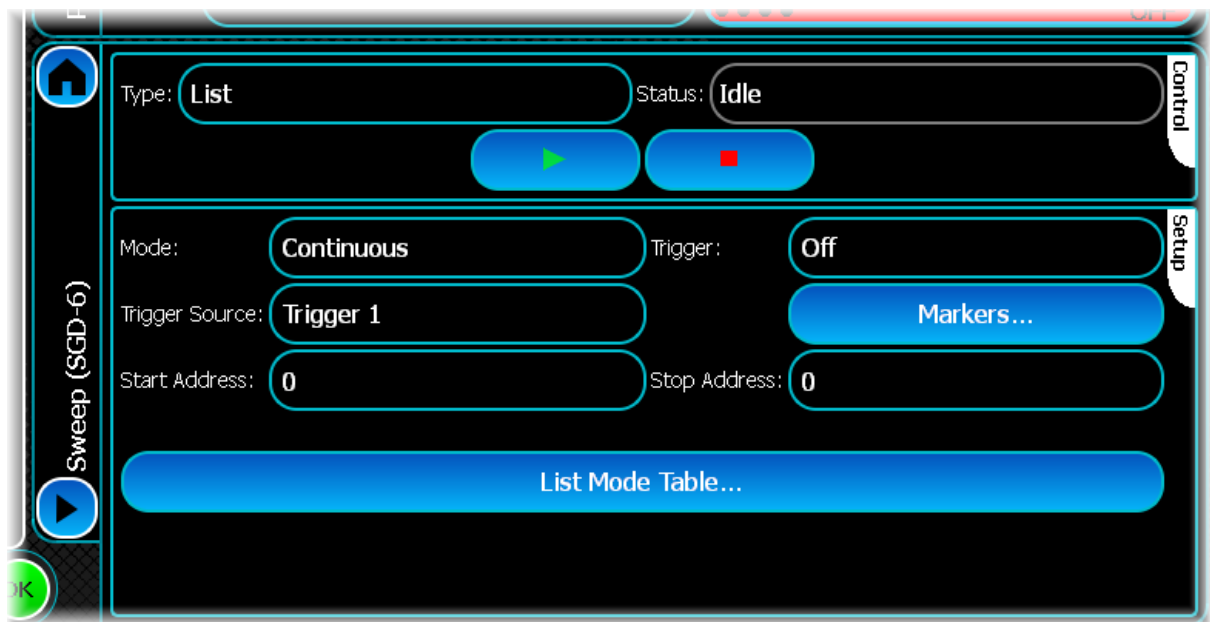 Type: List Status: Idle
Control
Mode: Continuous Trigger: Off
Setup
Trigger Source: Trigger 1 Markers...
Start Address: 0 Stop Address: 0
List Mode Table...
Sweep (SGD-6)